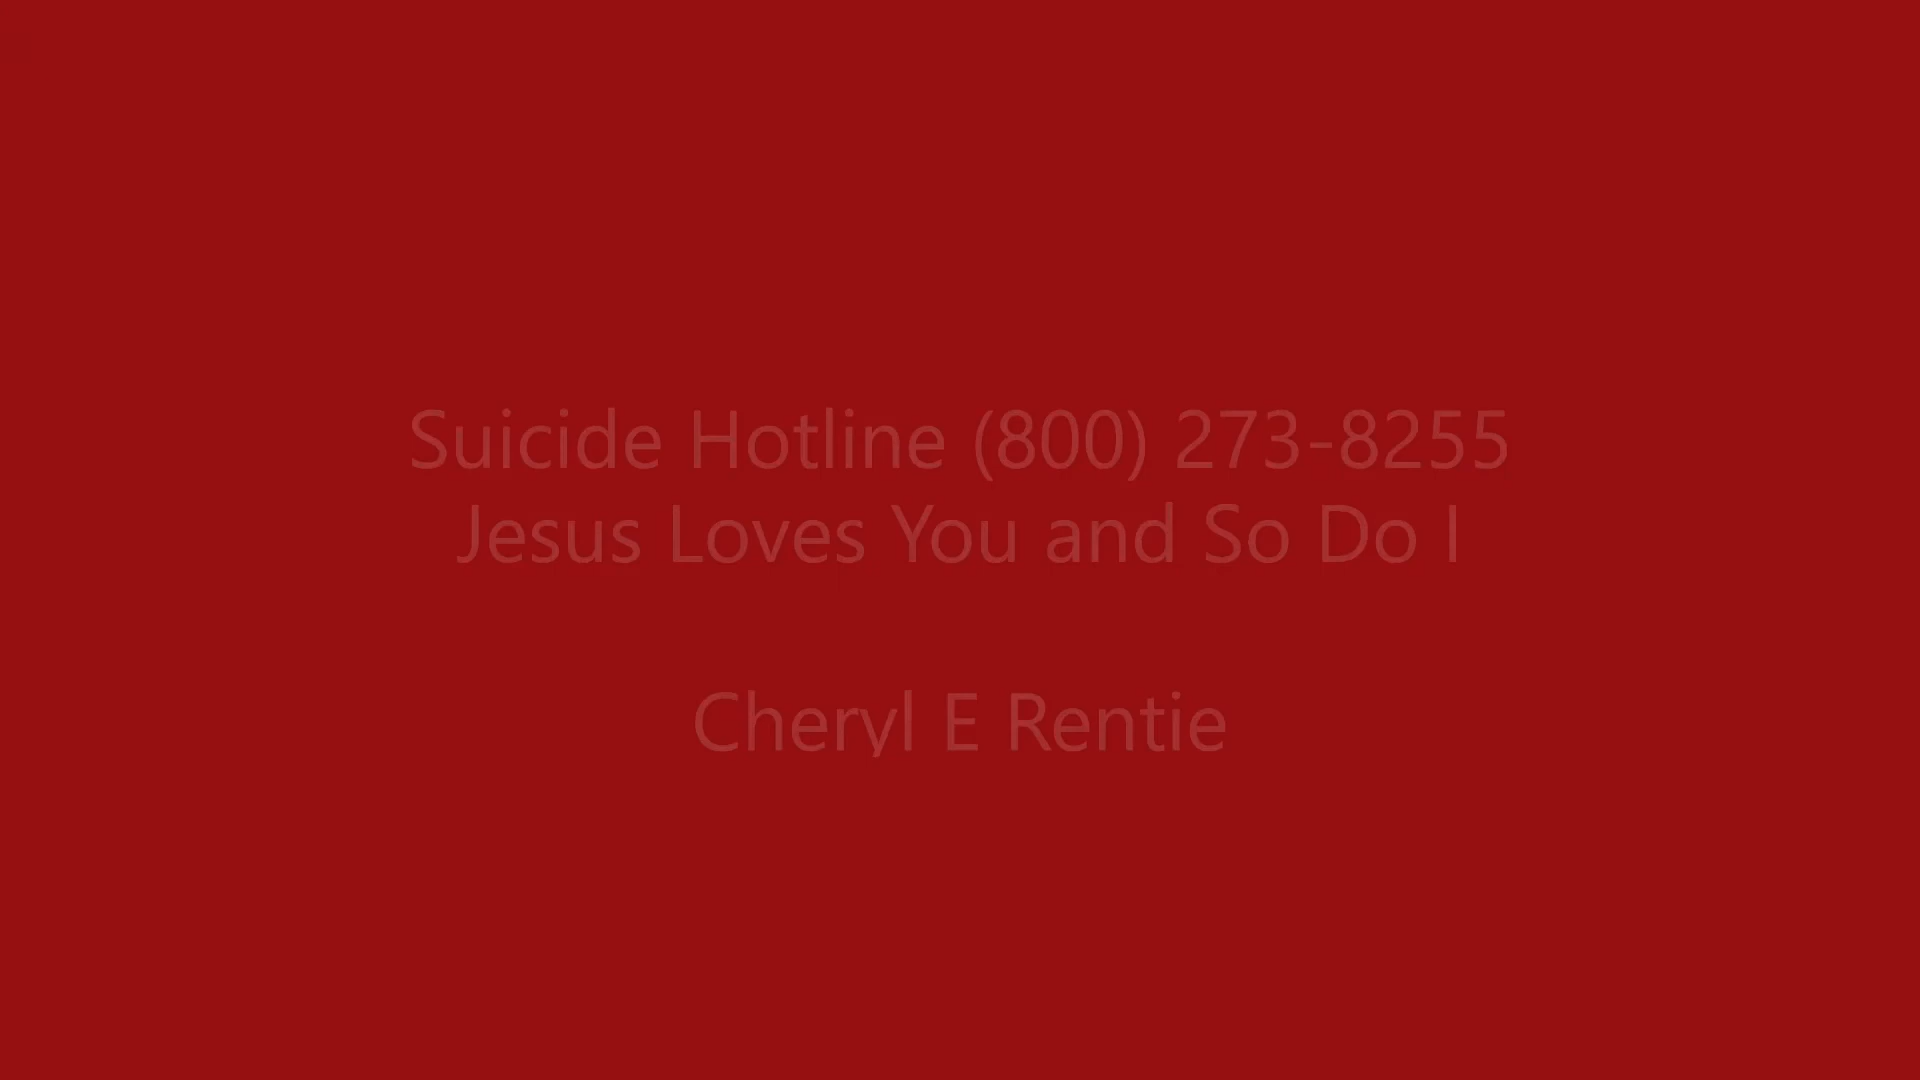 Suicide Hotline (800) 273-8255
Jesus Loves You and So Do I
Cheryl E Rentie